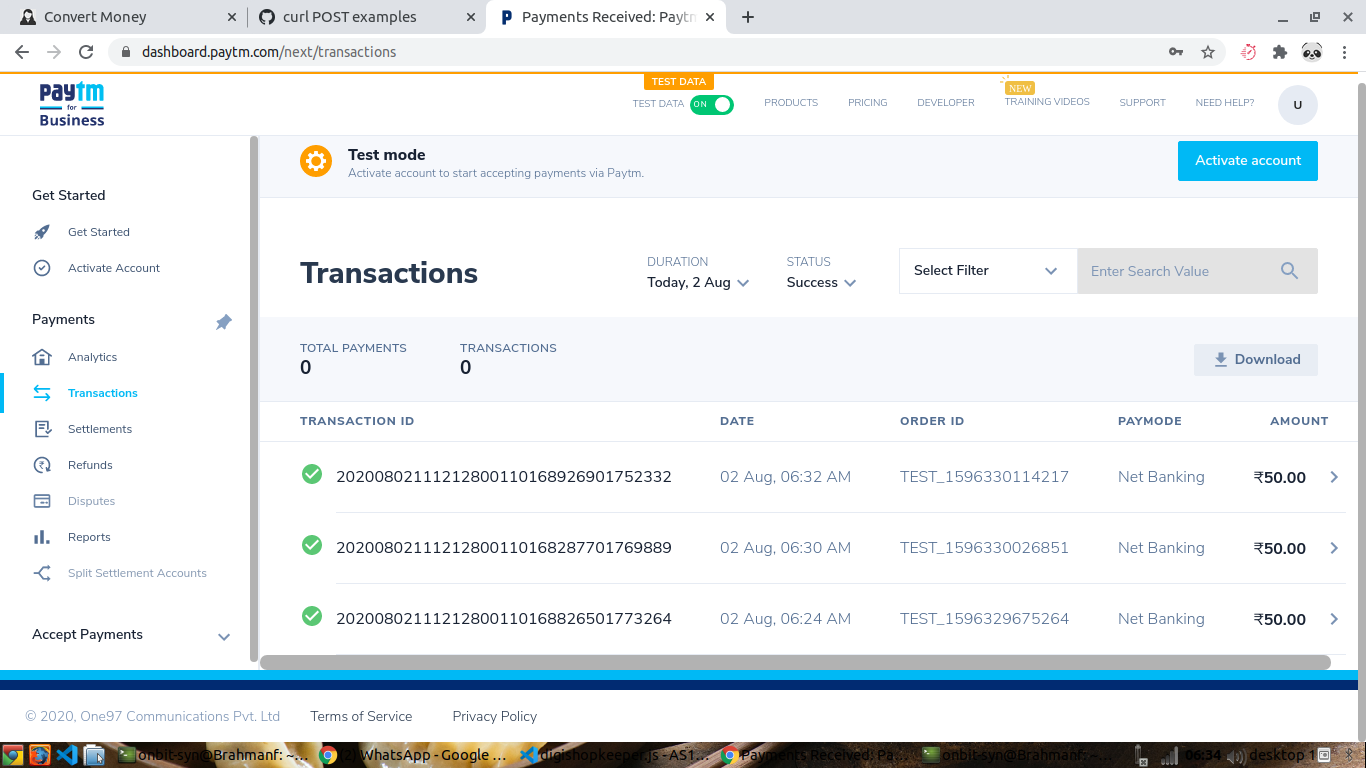 Convert Money
curl POST examples
Payments Received: Paytm
dashboard.paytm.com/next/transactions
paytm
for
Business
TEST DATA
TEST DATA ON
PRODUCTS
PRICING
DEVELOPER
NEW
TRAINING VIDEOS
SUPPORT
NEED HELP?
U
Test mode
Activate account to start accepting payments via Paytm.
Activate account
Get Started
Get Started
Activate Account
Payments
Analytics
Transactions
Settlements
Refunds
Disputes
Reports
Split Settlement Accounts
Accept Payments
Transactions
DURATION
Today, 2 Aug
STATUS
Success
Select Filter
Enter Search Value
TOTAL PAYMENTS
0
TRANSACTIONS
0
Download
TRANSACTION ID DATE ORDER ID PAYMODE AMOUNT
20200802111212800110168926901752332 02 Aug, 06:32 AM TEST_1596330114217 Net Banking ₹50.00
20200802111212800110168287701769889 02 Aug, 06:30 AM TEST_1596330026851 Net Banking ₹50.00
20200802111212800110168826501773264 02 Aug, 06:24 AM TEST_1596329675264 Net Banking ₹50.00
© 2020, One97 Communications Pvt. Ltd Terms of Service Privacy Policy
onbit-syn@Brahmanf: ~... (2) WhatsApp - Google ... digishopkeeper.js - AS1... Payments Received: Pa... onbit-syn@Brahmanf: ~... 06:34 desktop 1